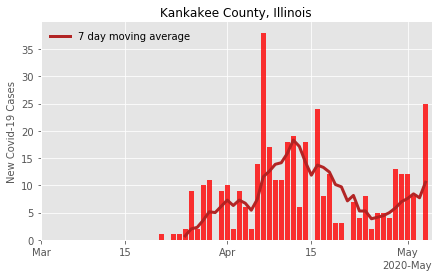 Kankakee County, Illinois
7 day moving average
New Covid-19 Cases
35
30
25
20
15
10
5
0
Mar 15 Apr 15 May
2020-May